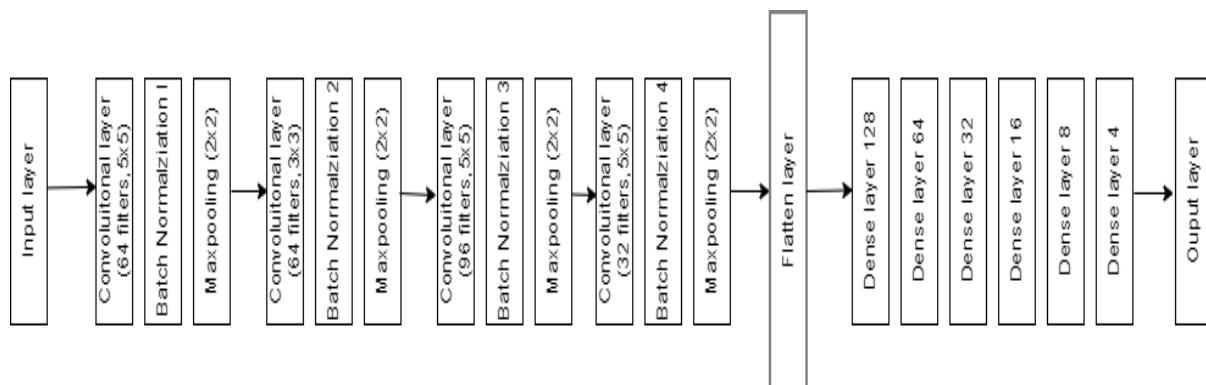 Input layer
Convoluitonal layer
(64 filters, 5x5)
Batch Normalziation 1
Maxpooling (2x2)
Convoluitonal layer
(64 filters, 3x3)
Batch Normalziation 2
Maxpooling (2x2)
Convoluitonal layer
(96 filters, 5x5)
Batch Normalziation 3
Maxpooling (2x2)
Convoluitonal layer
(32 filters, 5x5)
Batch Normalziation 4
Maxpooling (2x2)
Flatten layer
Dense layer 128
Dense layer 64
Dense layer 32
Dense layer 16
Dense layer 8
Dense layer 4
Ouput layer